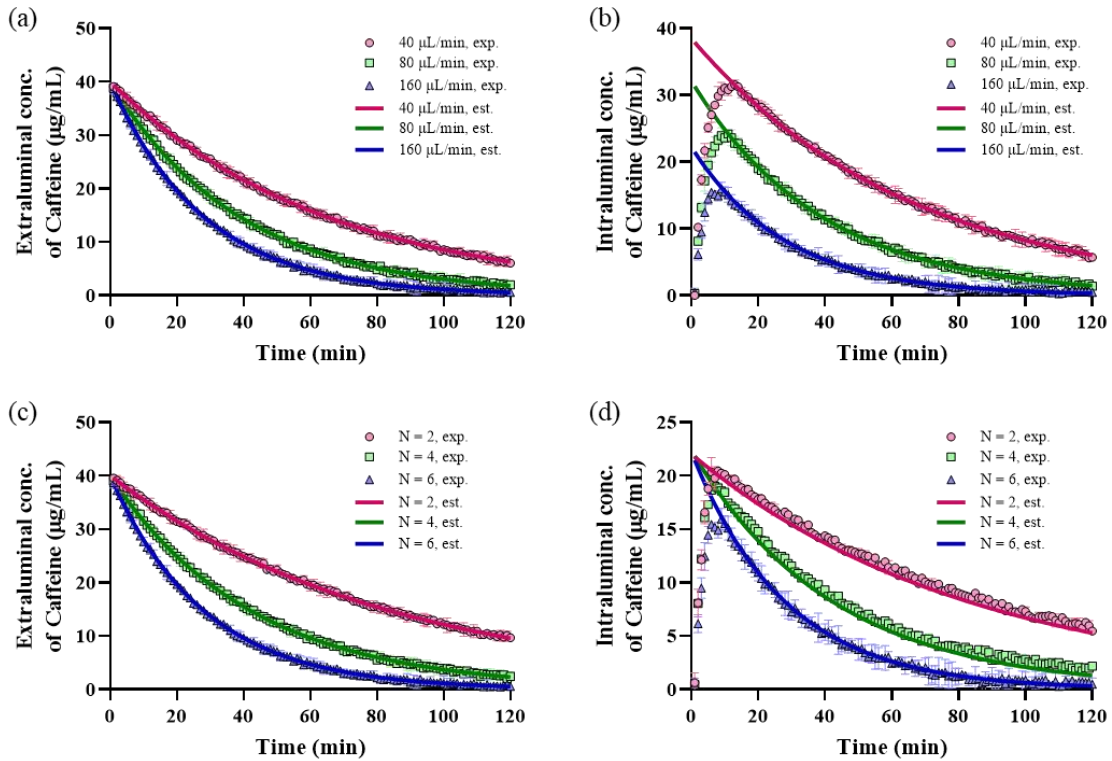 (a)
Extraluminal conc.
of Caffeine (µg/mL)
50
40
30
20
10
0
40 µL/min, exp.
80 µL/min, exp.
160 µL/min, exp.
40 µL/min, est.
80 µL/min, est.
160 µL/min, est.
0 20 40 60 80 100 120
Time (min)
(b)
Intraluminal conc.
of Caffeine (µg/mL)
40
30
20
10
0
40 µL/min, exp.
80 µL/min, exp.
160 µL/min, exp.
40 µL/min, est.
80 µL/min, est.
160 µL/min, est.
0 20 40 60 80 100 120
Time (min)
(c)
Extraluminal conc.
of Caffeine (µg/mL)
50
40
30
20
10
0
N = 2, exp.
N = 4, exp.
N = 6, exp.
N = 2, est.
N = 4, est.
N = 6, est.
0 20 40 60 80 100 120
Time (min)
(d)
Intraluminal conc.
of Caffeine (µg/mL)
25
20
15
10
5
0
N = 2, exp.
N = 4, exp.
N = 6, exp.
N = 2, est.
N = 4, est.
N = 6, est.
0 20 40 60 80 100 120
Time (min)